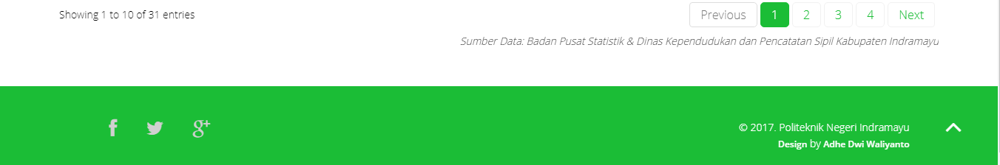 Showing 1 to 10 of 31 entries
Previous 1 2 3 4 Next
Sumber Data: Badan Pusat Statistik & Dinas Kependudukan dan Pencatatan Sipil Kabupaten Indramayu
© 2017. Politeknik Negeri Indramayu
Design by Adhe Dwi Waliyanto